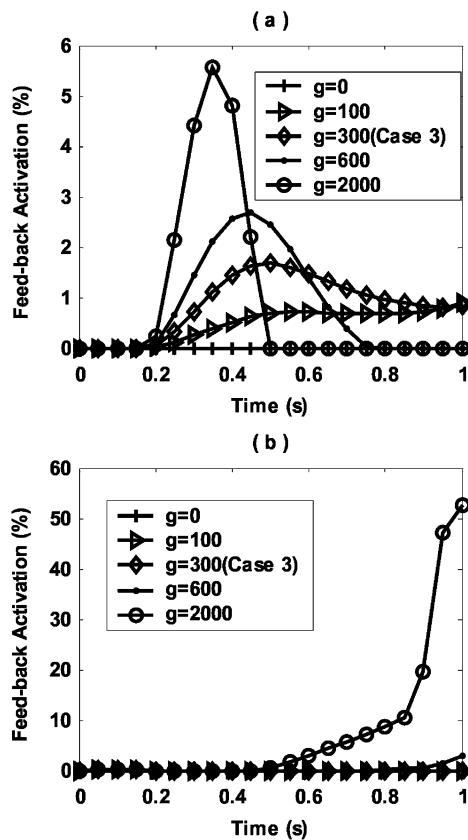 ( a )
6
5
4
3
2
1
0
Feed-back Activation (%)
g=0
g=100
g=300(Case 3)
g=600
g=2000
0 0.2 0.4 0.6 0.8 1
Time (s)
( b )
60
50
40
30
20
10
0
Feed-back Activation (%)
g=0
g=100
g=300(Case 3)
g=600
g=2000
0 0.2 0.4 0.6 0.8 1
Time (s)